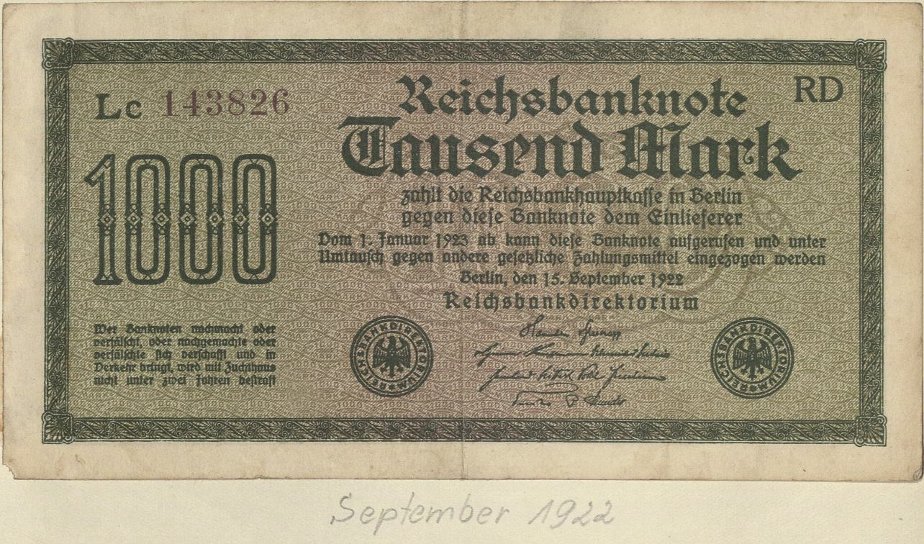 Lc 143826
RD
1000
Reichsbanknote
Tausend Mark
zahlt die Reichsbankhauptkasse in Berlin
gegen diese Banknote dem Einlieferer
Vom 1. Januar 1923 ab kann diese Banknote aufgerufen und unter
Umtausch gegen andere gesetzliche Zahlungsmittel eingezogen werden
Berlin, den 15. September 1922
Reichsbankdirektorium
Wer Banknoten nachmacht oder
verfälscht, oder nachgemachte oder
verfälschte sich verschafft und in
Verkehr bringt, wird mit Zuchthaus
nicht unter zwei Jahren bestraft
REICHSBANKDIREKTORIUM
REICHSBANKDIREKTORIUM
September 1922